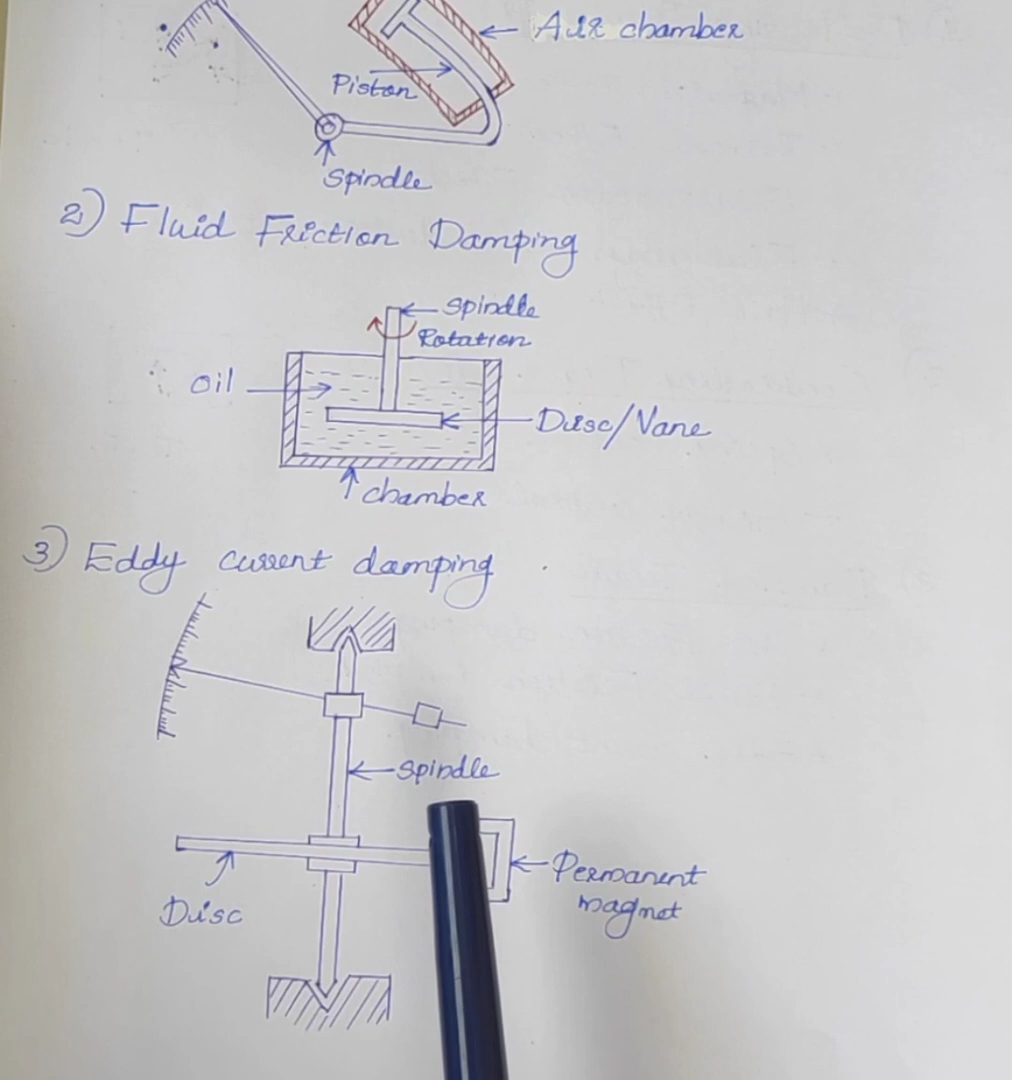 Air chamber
Piston
Spindle
2) Fluid Friction Damping
Spindle
Rotation
Oil
Disc/Vane
chamber
3) Eddy current damping
Spindle
Permanent
magnet
Disc